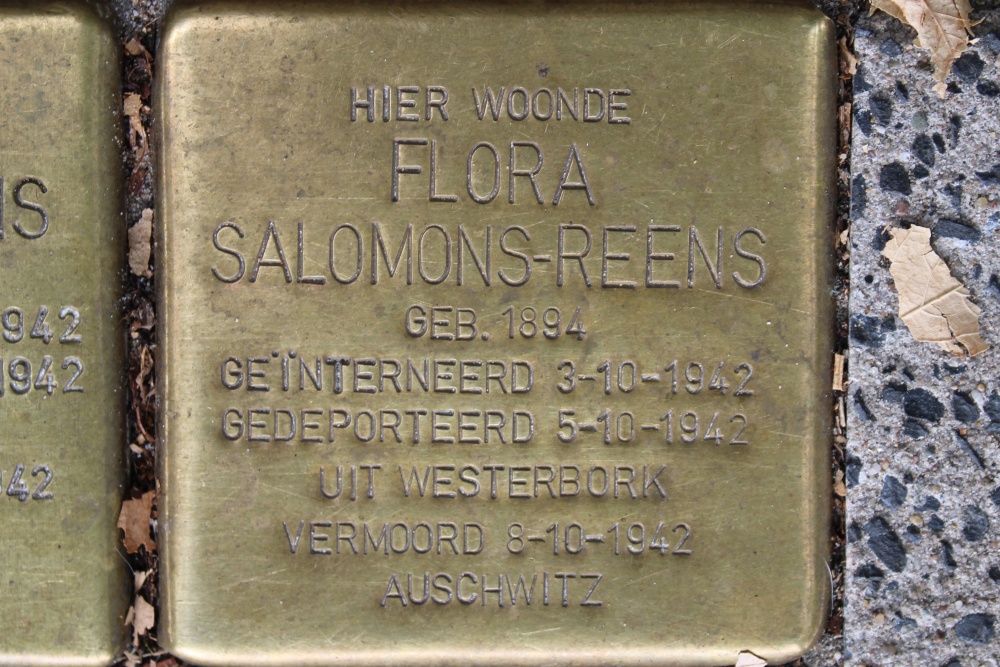 HIER WOONDE
FLORA
SALOMONS-REENS
GEB. 1894
GEÏNTERNEERD 3-10-1942
GEDEPORTEERD 5-10-1942
UIT WESTERBORK
VERMOORD 8-10-1942
AUSCHWITZ